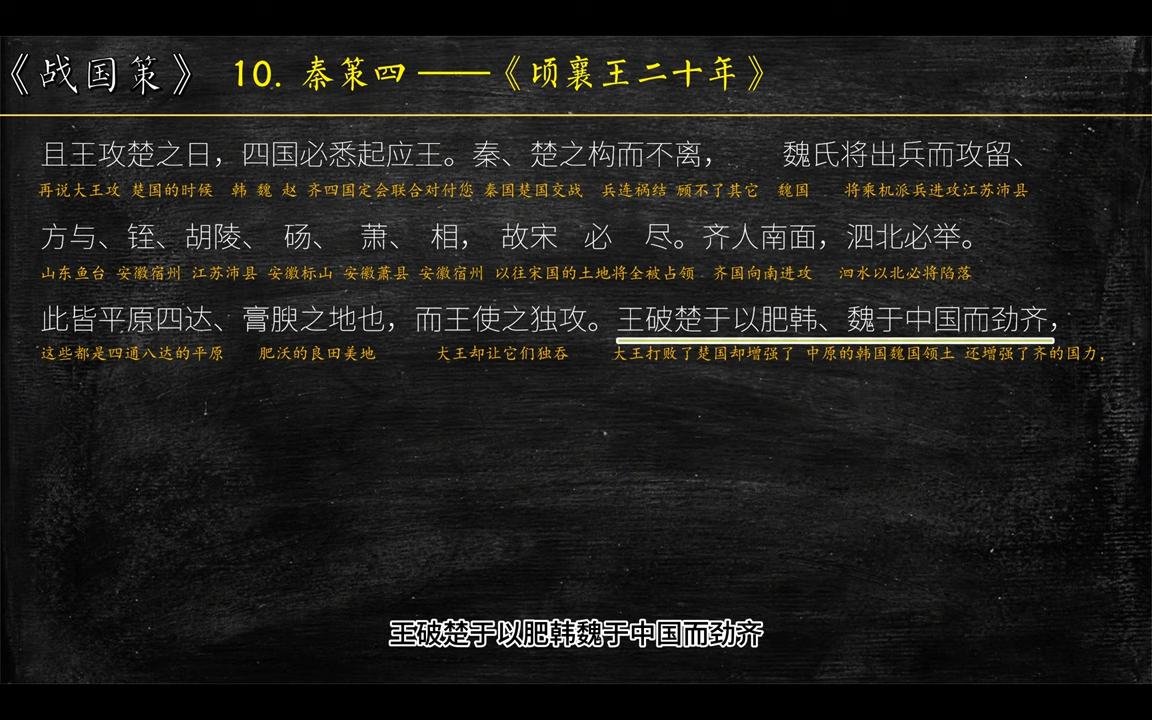 《战国策》 10. 秦策四 ——《顷襄王二十年》
且王攻楚之日，四国必悉起应王。秦、楚之构而不离， 魏氏将出兵而攻留、
再说大王攻 楚国的时候 韩 魏 赵 齐四国定会联合对付您 秦国楚国交战 兵连祸结 顾不了其它 魏国 将乘机派兵进攻江苏沛县
方与、铚、胡陵、 砀、 萧、 相， 故宋 必 尽。齐人南面，泗北必举。
山东鱼台 安徽宿州 江苏沛县 安徽标山 安徽萧县 安徽宿州 以往宋国的土地将全被占领 齐国向南进攻 泗水以北必将陷落
此皆平原四达、膏腴之地也，而王使之独攻。王破楚于以肥韩、魏于中国而劲齐，
这些都是四通八达的平原 肥沃的良田美地 大王却让它们独吞 大王打败了楚国却增强了 中原的韩国魏国领土 还增强了齐的国力，
王破楚于以肥韩魏于中国而劲齐